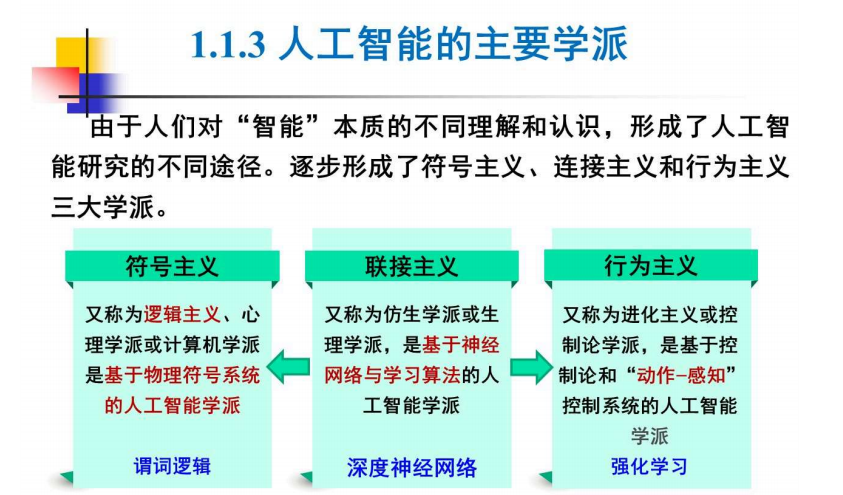 1.1.3 人工智能的主要学派
由于人们对“智能”本质的不同理解和认识，形成了人工智
能研究的不同途径。逐步形成了符号主义、连接主义和行为主义
三大学派。
符号主义
又称为逻辑主义、心
理学派或计算机学派
是基于物理符号系统
的人工智能学派
谓词逻辑
联接主义
又称为仿生学派或生
理学派，是基于神经
网络与学习算法的人
工智能学派
深度神经网络
行为主义
又称为进化主义或控
制论学派，是基于控
制论和“动作-感知”
控制系统的人工智能
学派
强化学习